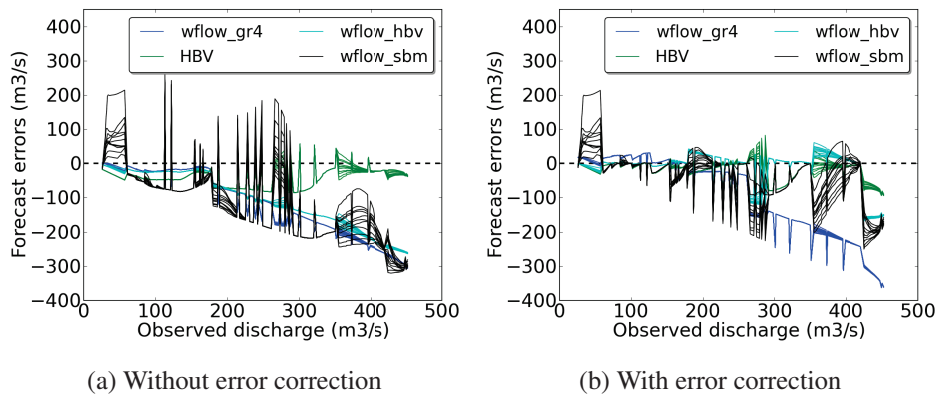 400
300
200
100
0
−100
−200
−300
−400
0 100 200 300 400 500
Forecast errors (m3/s)
Observed discharge (m3/s)
wflow_gr4 wflow_hbv
HBV wflow_sbm
(a) Without error correction
400
300
200
100
0
−100
−200
−300
−400
0 100 200 300 400 500
Forecast errors (m3/s)
Observed discharge (m3/s)
wflow_gr4 wflow_hbv
HBV wflow_sbm
(b) With error correction